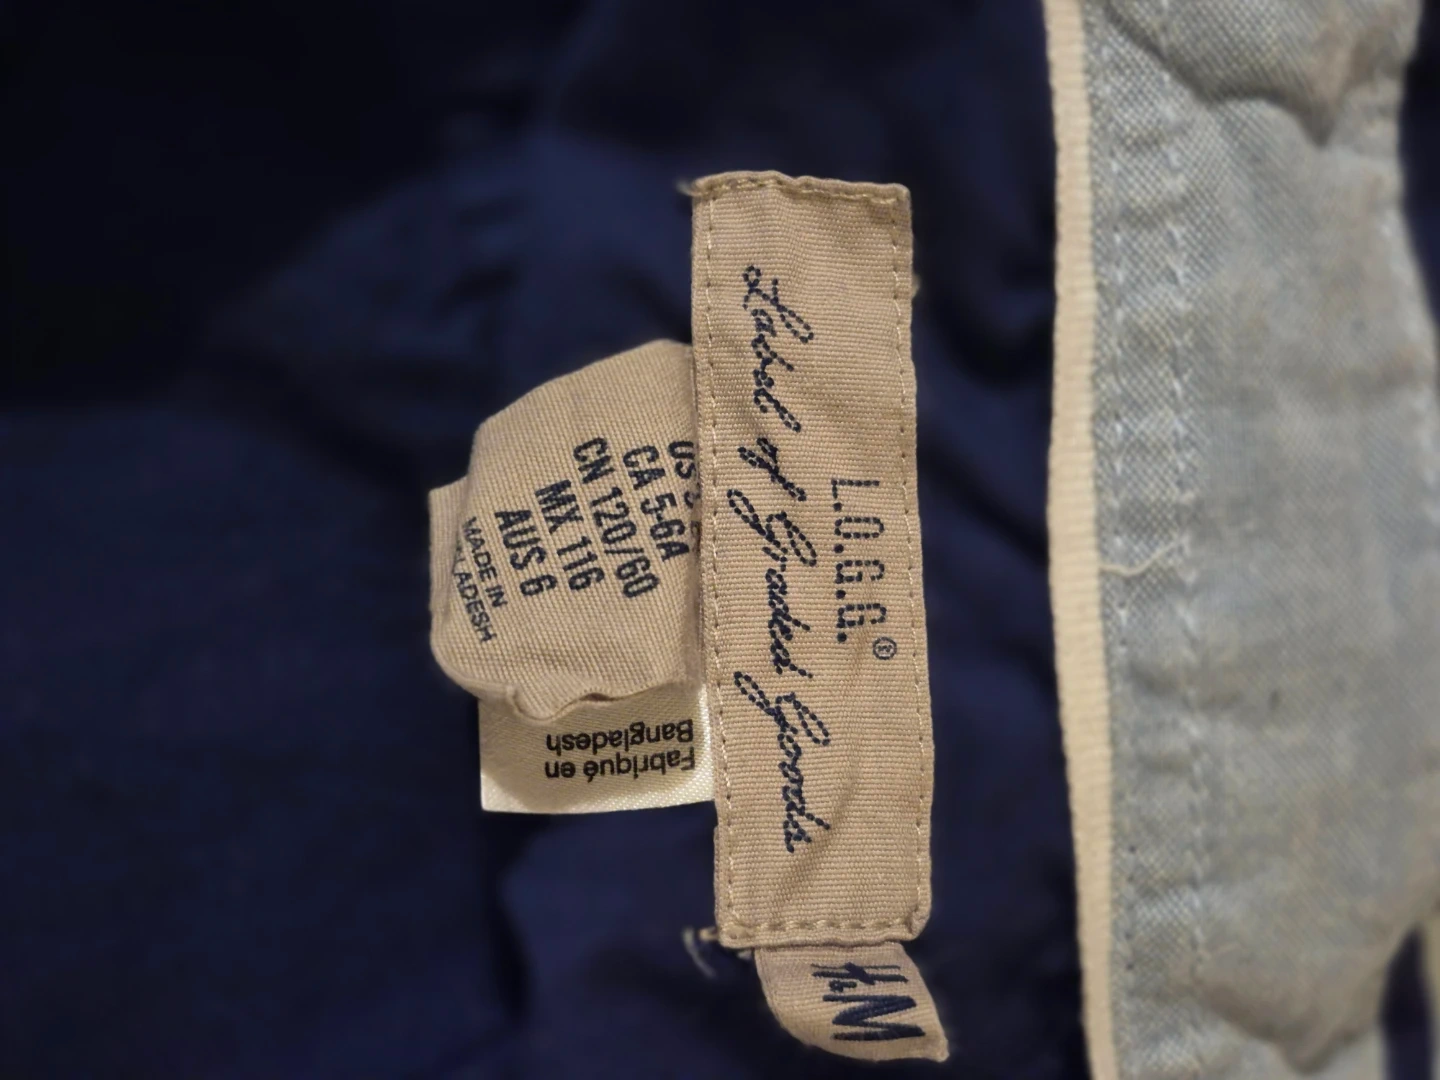 L.O.G.G.®
Label of Graded Goods
H&M
US
CA 5-6A
CN 120/60
MX 116
AUS 6
MADE IN
Fabriqué en
Bangladesh